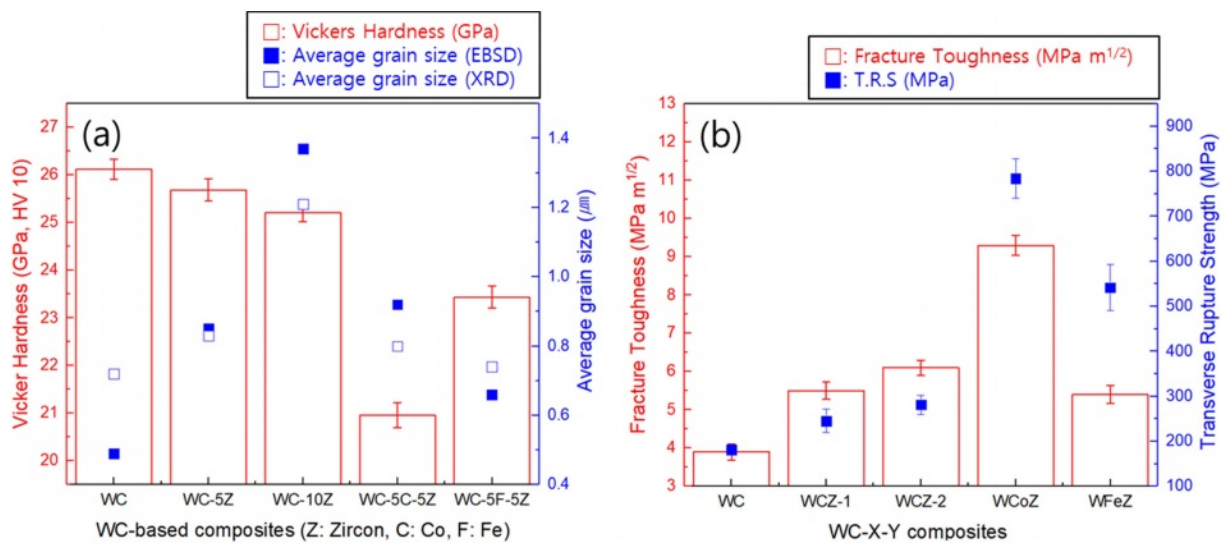 □: Vickers Hardness (GPa)
■: Average grain size (EBSD)
□: Average grain size (XRD)
(a)
Vicker Hardness (GPa, HV 10)
27
26
25
24
23
22
21
20
1.4
1.2
1.0
0.8
0.6
0.4
Average grain size (㎛)
WC
WC-5Z
WC-10Z
WC-5C-5Z
WC-5F-5Z
WC-based composites (Z: Zircon, C: Co, F: Fe)
□: Fracture Toughness (MPa m^1/2)
■: T.R.S (MPa)
(b)
Fracture Toughness (MPa m^1/2)
13
12
11
10
9
8
7
6
5
4
3
900
800
700
600
500
400
300
200
100
Transverse Rupture Strength (MPa)
WC
WCZ-1
WCZ-2
WCoZ
WFeZ
WC-X-Y composites